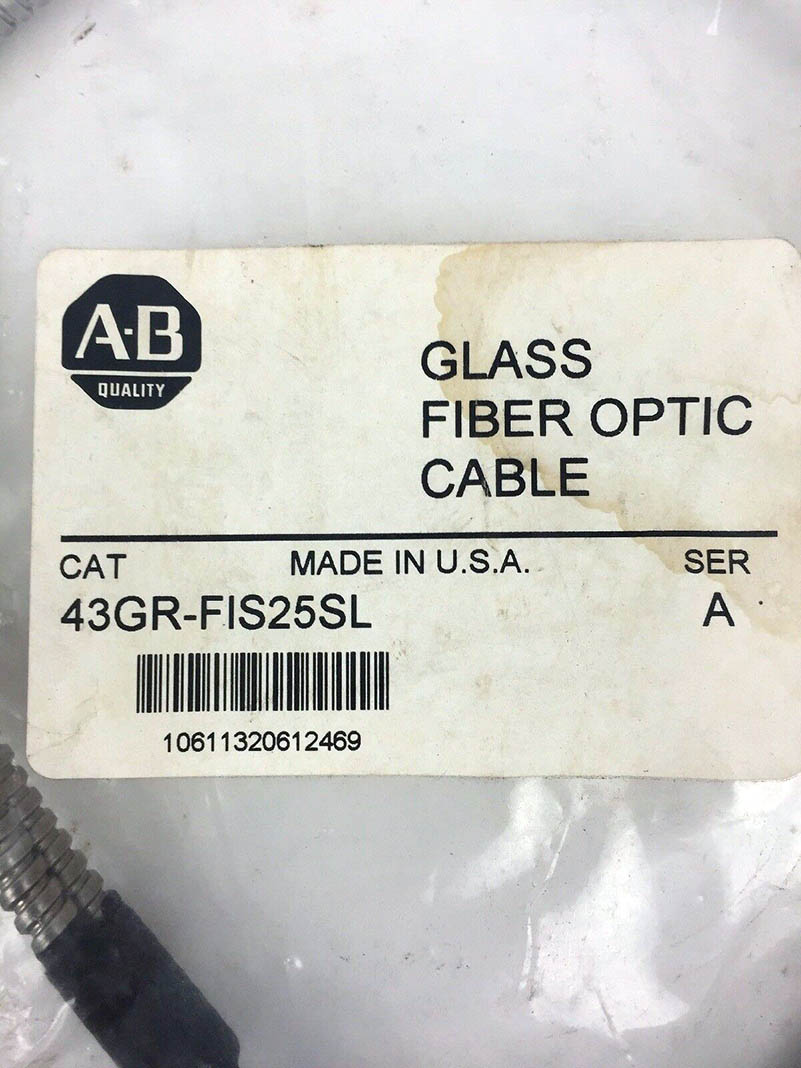 A-B
QUALITY
GLASS
FIBER OPTIC
CABLE
CAT MADE IN U.S.A. SER
43GR-FIS25SL A
10611320612469